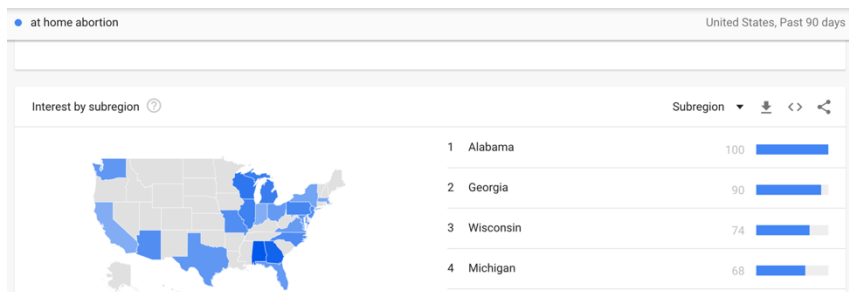 at home abortion United States, Past 90 days
Interest by subregion Subregion
1 Alabama 100
2 Georgia 90
3 Wisconsin 74
4 Michigan 68